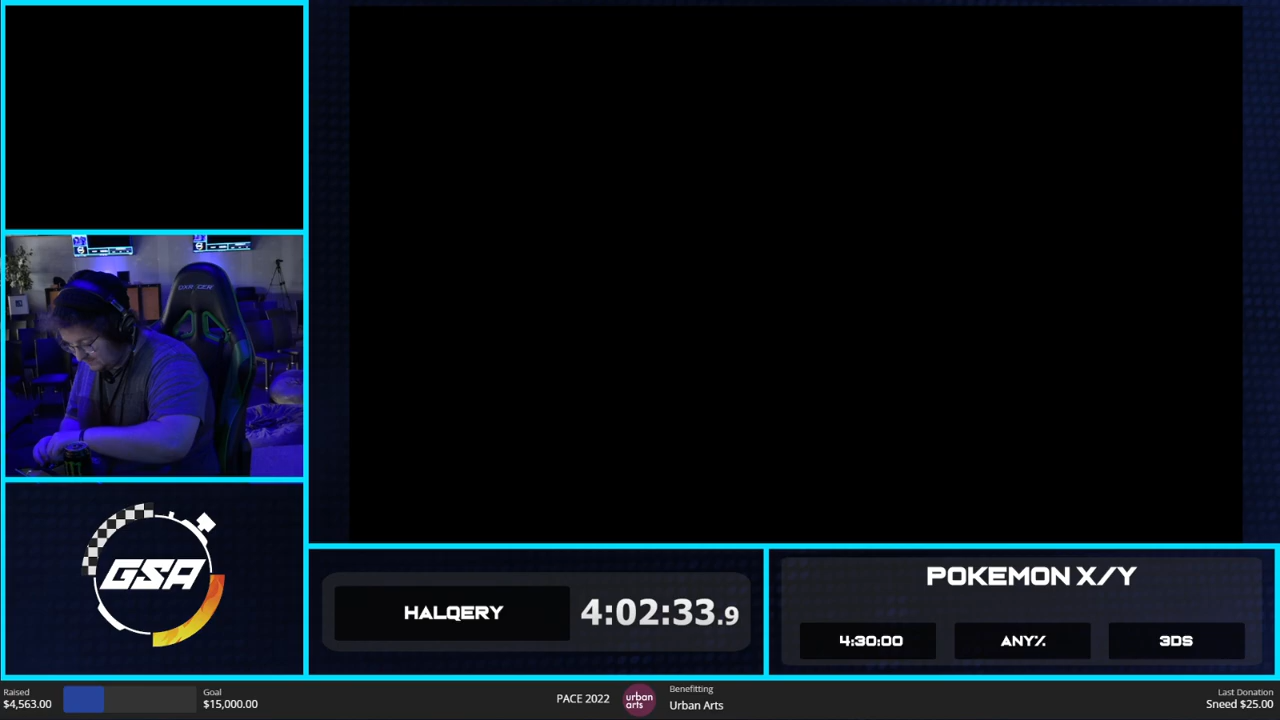 DXRACER
GSA
HALQERY
4:02:33.9
POKEMON X/Y
4:30:00
ANY%
3DS
Raised
$4,563.00
Goal
$15,000.00
PACE 2022
urban
arts
Benefitting
Urban Arts
Last Donation
Sneed $25.00